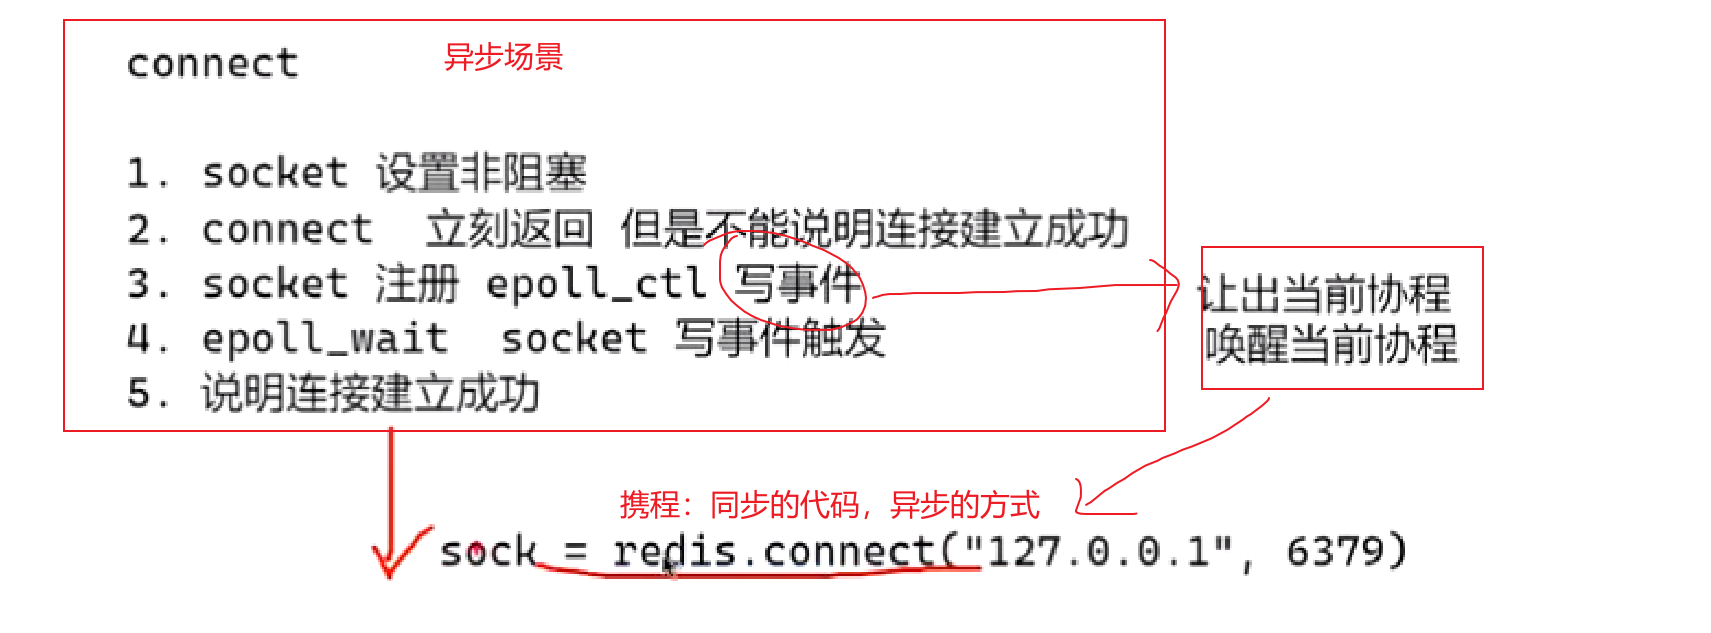 connect 异步场景
1. socket 设置非阻塞
2. connect 立刻返回 但是不能说明连接建立成功
3. socket 注册 epoll_ctl 写事件
4. epoll_wait socket 写事件触发
5. 说明连接建立成功
让出当前协程
唤醒当前协程
携程：同步的代码，异步的方式
sock = redis.connect("127.0.0.1", 6379)